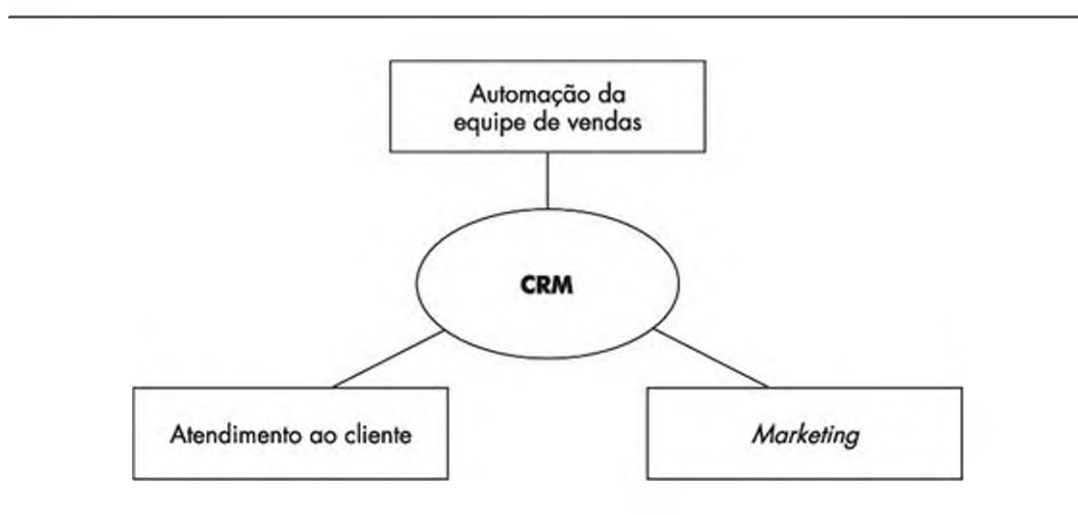 Automação da
equipe de vendas
CRM
Atendimento ao cliente
Marketing